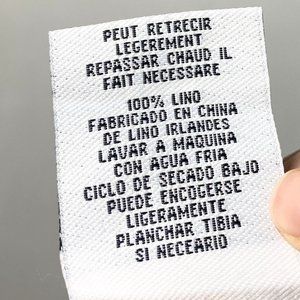 PEUT RETRECIR
LEGEREMENT
REPASSAR CHAUD IL
FAIT NECESSARE
100% LINO
FABRICADO EN CHINA
DE LINO IRLANDES
LAVAR A MAQUINA
CON AGUA FRIA
CICLO DE SECADO BAJO
PUEDE ENCOGERSE
LIGERAMENTE
PLANCHAR TIBIA
SI NECEARIO